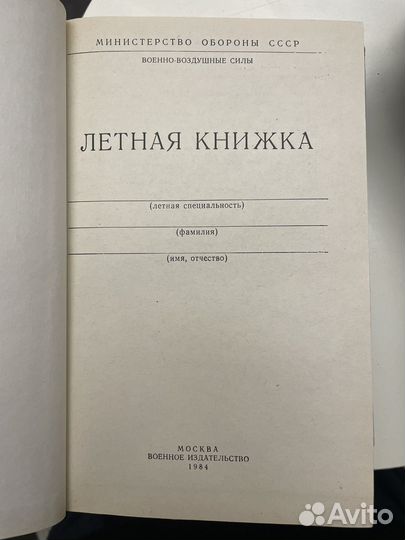 МИНИСТЕРСТВО ОБОРОНЫ СССР
ВОЕННО-ВОЗДУШНЫЕ СИЛЫ
ЛЕТНАЯ КНИЖКА
(летная специальность)
(фамилия)
(имя, отчество)
МОСКВА
ВОЕННОЕ ИЗДАТЕЛЬСТВО
1984
Avito